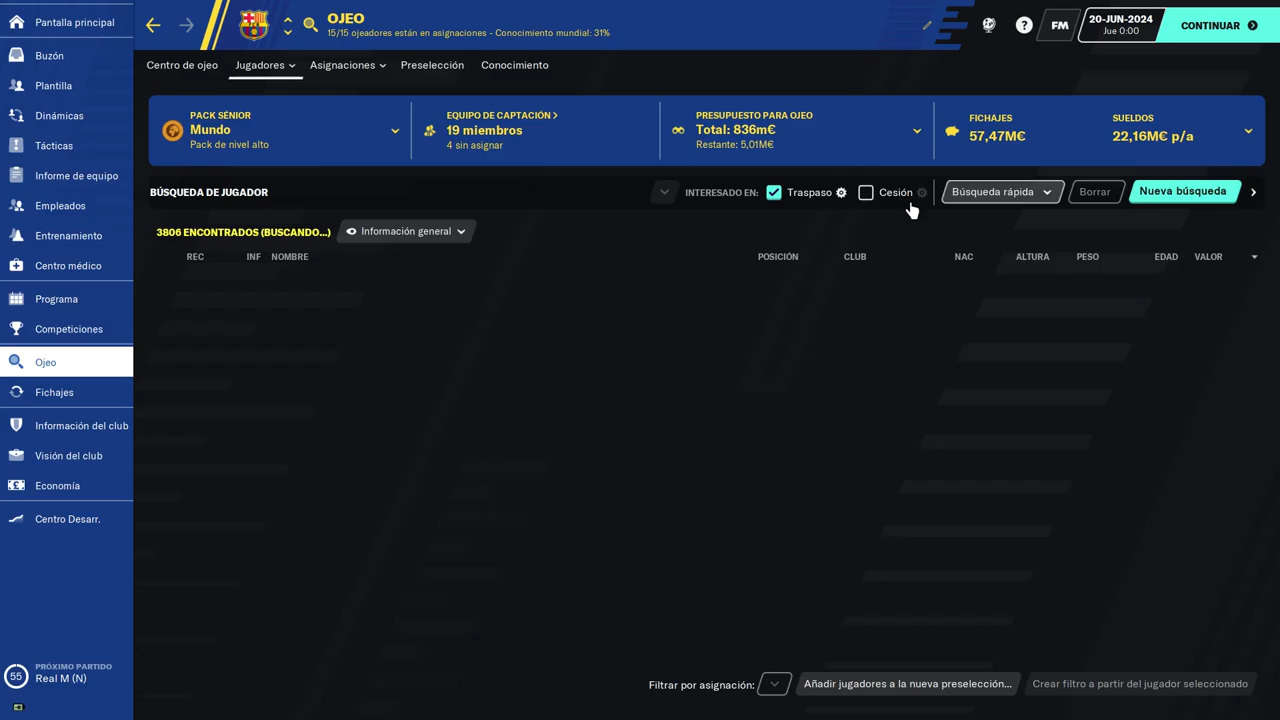 Pantalla principal
Buzón
Plantilla
Dinámicas
Tácticas
Informe de equipo
Empleados
Entrenamiento
Centro médico
Programa
Competiciones
Ojeo
Fichajes
Información del club
Visión del club
Economía
Centro Desarr.
55
PRÓXIMO PARTIDO
Real M (N)
OJEO
15/15 ojeadores están en asignaciones - Conocimiento mundial: 31%
? FM
20-JUN-2024
Jue 0:00
CONTINUAR
Centro de ojeo Jugadores Asignaciones Preselección Conocimiento
PACK SÉNIOR
Mundo
Pack de nivel alto
EQUIPO DE CAPTACIÓN >
19 miembros
4 sin asignar
PRESUPUESTO PARA OJEO
Total: 836m€
Restante: 5,01M€
FICHAJES
57,47M€
SUELDOS
22,16M€ p/a
BÚSQUEDA DE JUGADOR
INTERESADO EN: Traspaso Cesión
Búsqueda rápida Borrar Nueva búsqueda
3806 ENCONTRADOS (BUSCANDO...) Información general
REC INF NOMBRE POSICIÓN CLUB NAC ALTURA PESO EDAD VALOR
Filtrar por asignación: Añadir jugadores a la nueva preselección... Crear filtro a partir del jugador seleccionado